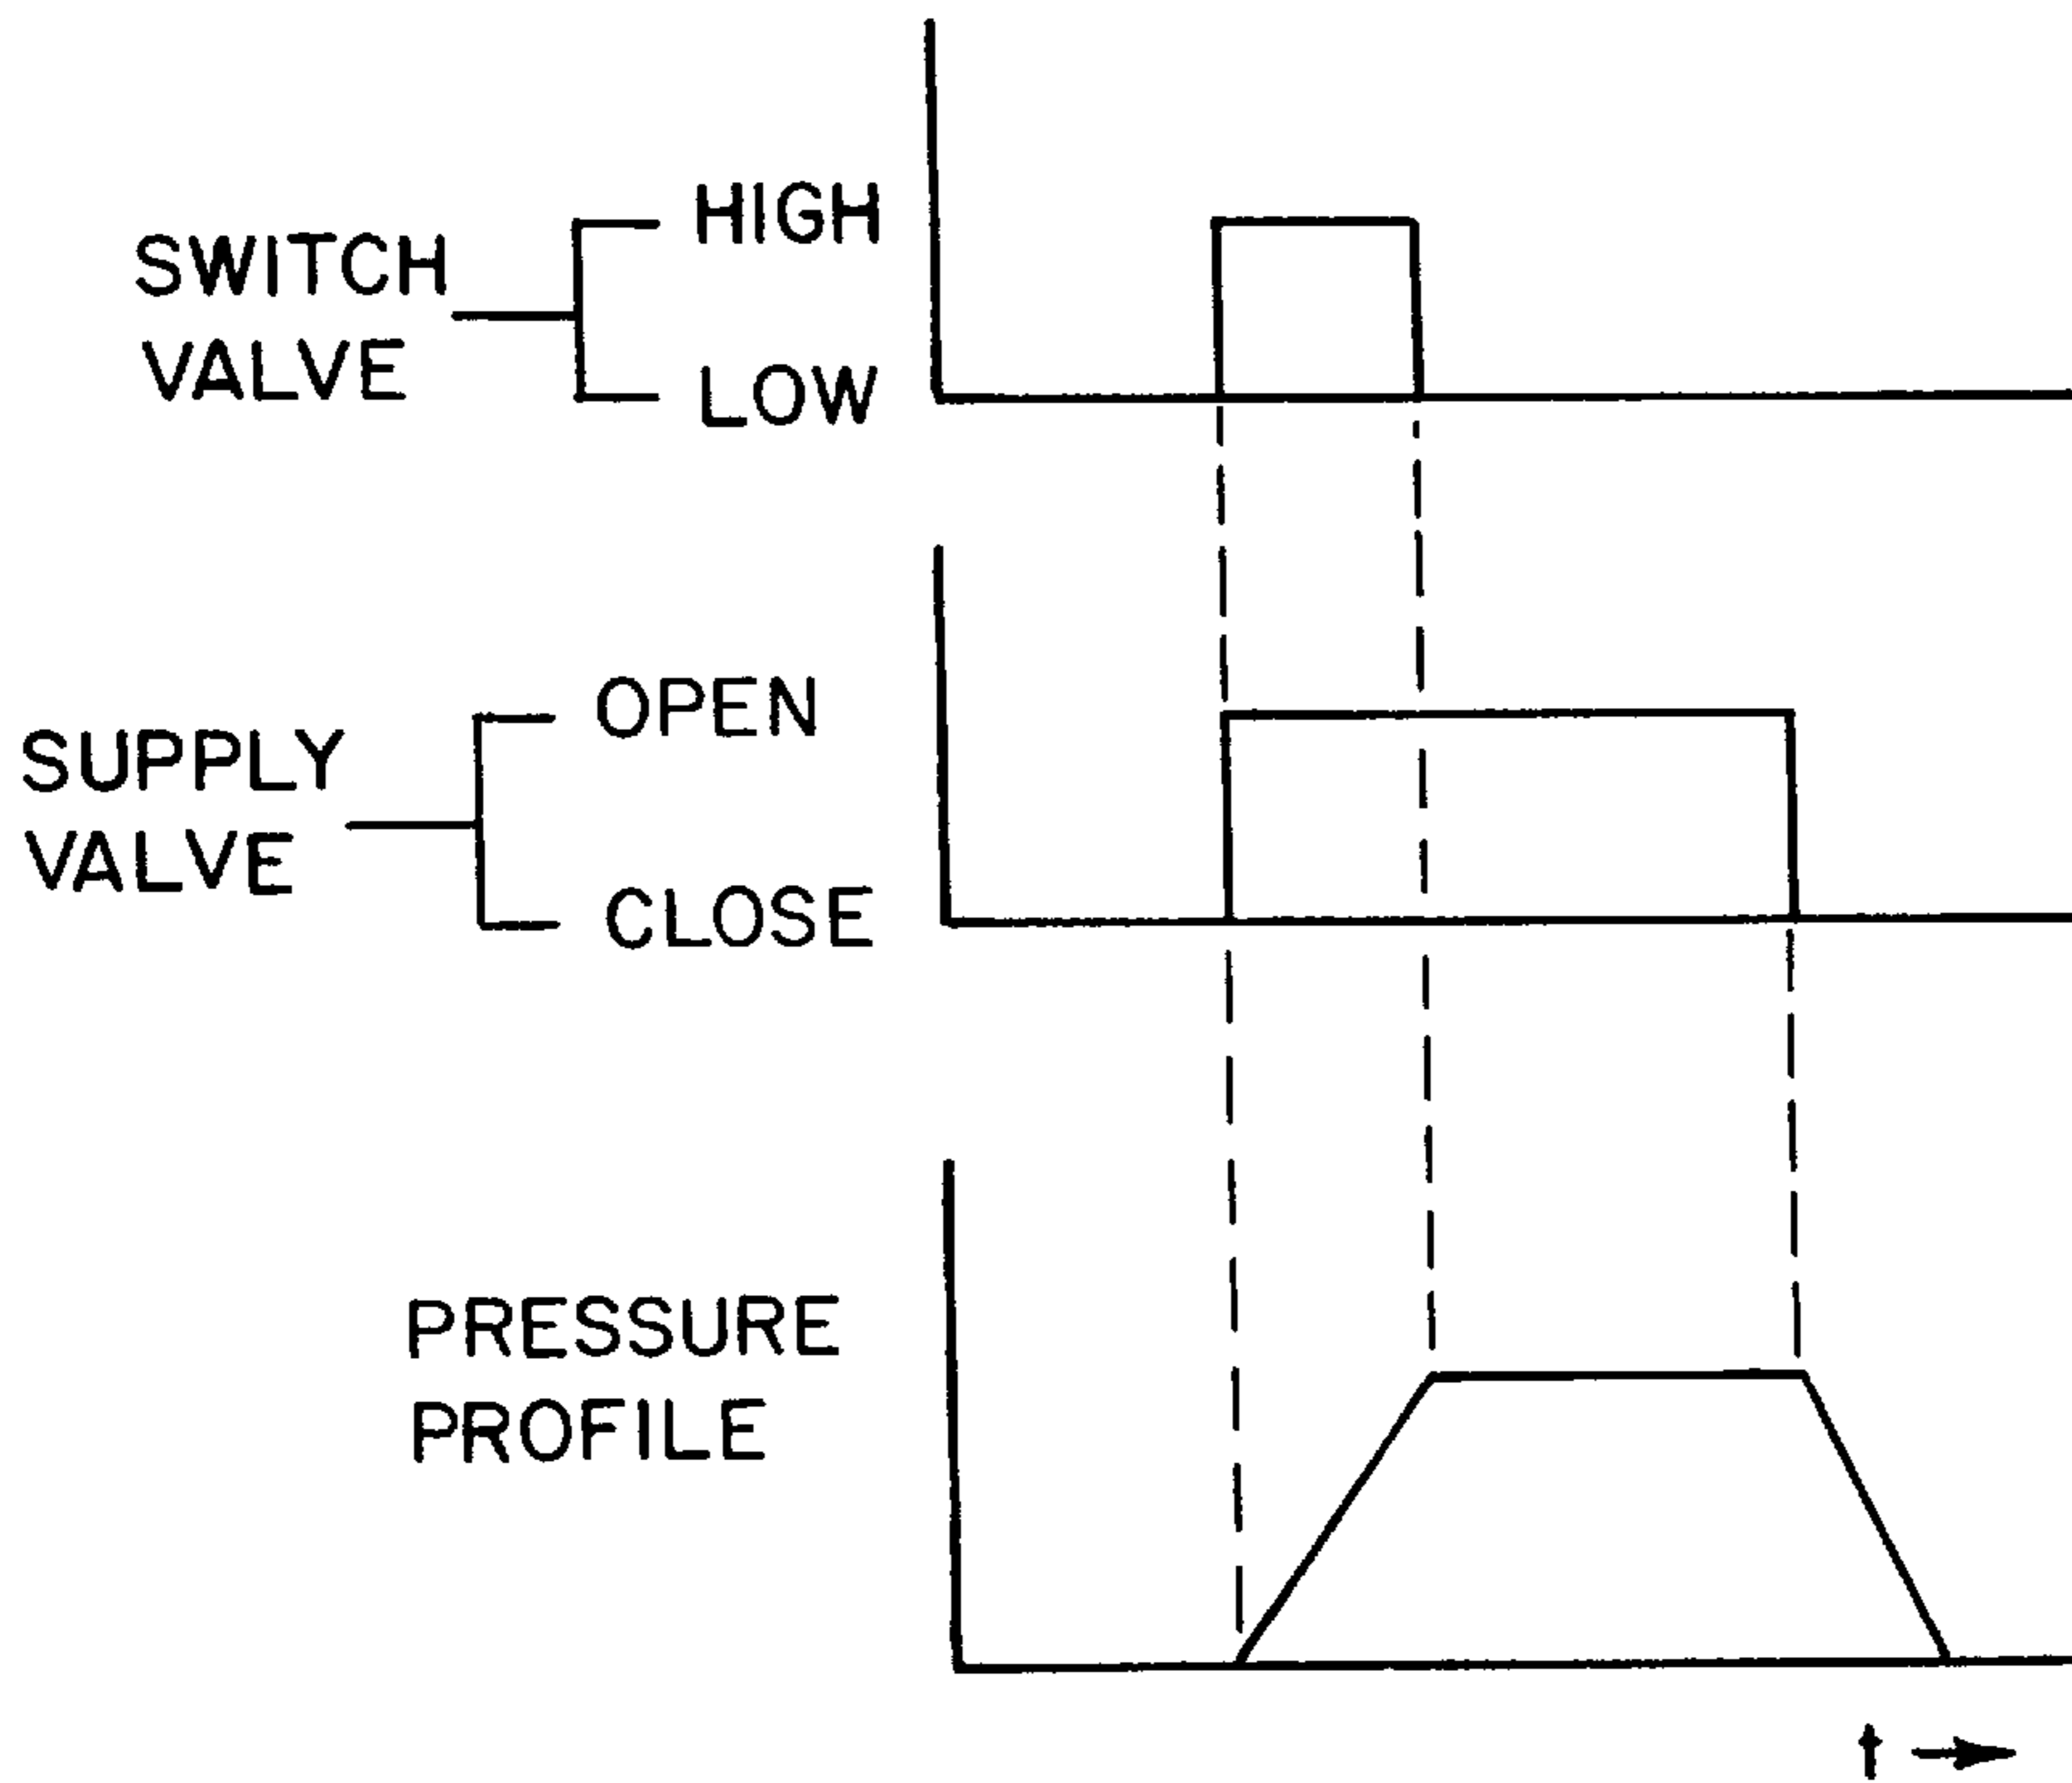 HIGH
SWITCH
VALVE
LOW
OPEN
SUPPLY
VALVE
CLOSE
PRESSURE
PROFILE
t →